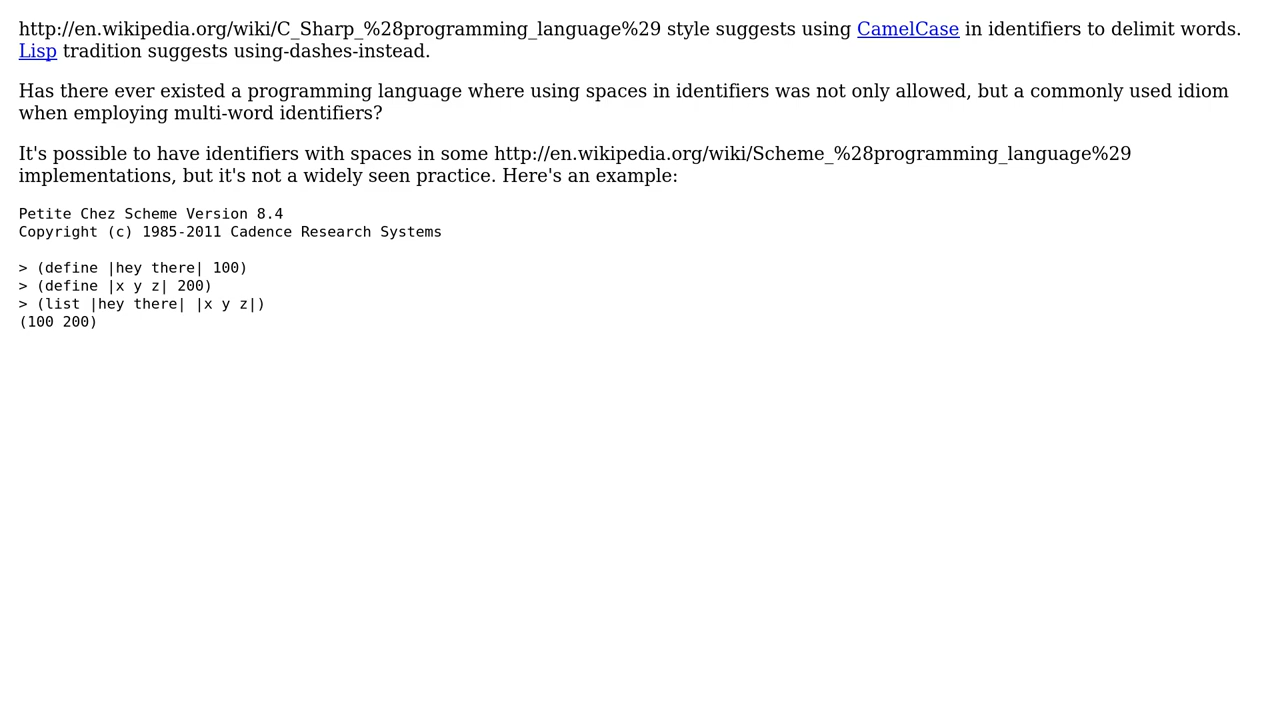 http://en.wikipedia.org/wiki/C_Sharp_%28programming_language%29 style suggests using CamelCase in identifiers to delimit words.
Lisp tradition suggests using-dashes-instead.
Has there ever existed a programming language where using spaces in identifiers was not only allowed, but a commonly used idiom
when employing multi-word identifiers?
It's possible to have identifiers with spaces in some http://en.wikipedia.org/wiki/Scheme_%28programming_language%29
implementations, but it's not a widely seen practice. Here's an example:
Petite Chez Scheme Version 8.4
Copyright (c) 1985-2011 Cadence Research Systems
> (define |hey there| 100)
> (define |x y z| 200)
> (list |hey there| |x y z|)
(100 200)